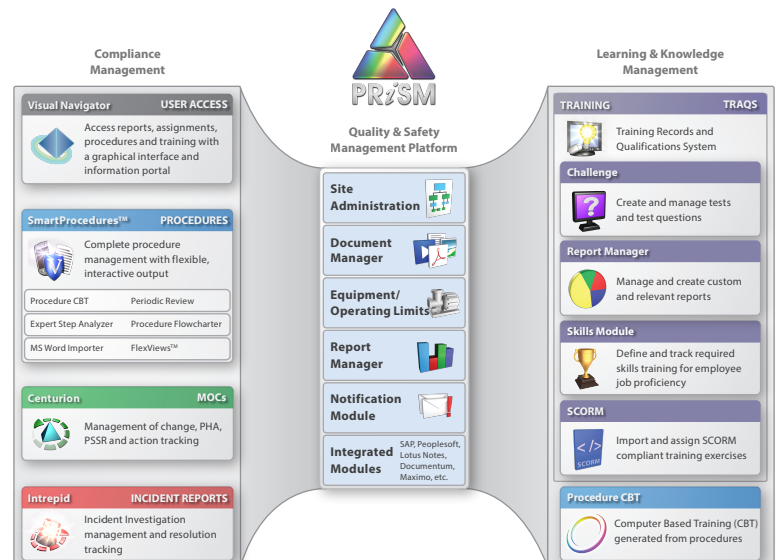 Compliance
Management
Visual Navigator USER ACCESS
Access reports, assignments,
procedures and training with
a graphical interface and
information portal
SmartProcedures™ PROCEDURES
Complete procedure
management with flexible,
interactive output
Procedure CBT Periodic Review
Expert Step Analyzer Procedure Flowcharter
MS Word Importer FlexViews™
Centurion MOCs
Management of change, PHA,
PSSR and action tracking
Intrepid INCIDENT REPORTS
Incident Investigation
management and resolution
tracking
PRiSM
Quality & Safety
Management Platform
Site
Administration
Document
Manager
Equipment/
Operating Limits
Report
Manager
Notification
Module
Integrated
Modules
SAP, Peoplesoft,
Lotus Notes,
Documentum,
Maximo, etc.
Learning & Knowledge
Management
TRAINING TRAQS
Training Records and
Qualifications System
Challenge
?
Create and manage tests
and test questions
Report Manager
Manage and create custom
and relevant reports
Skills Module
Define and track required
skills training for employee
job proficiency
SCORM
</>
SCORM
Import and assign SCORM
compliant training exercises
Procedure CBT
Computer Based Training (CBT)
generated from procedures